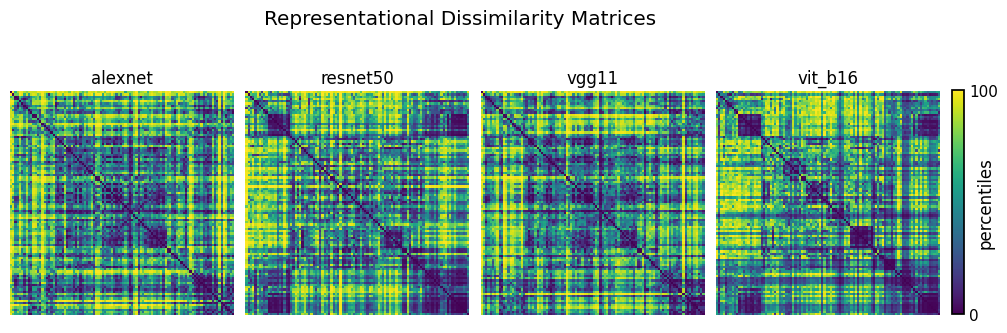 Representational Dissimilarity Matrices
alexnet
resnet50
vgg11
vit_b16
100
percentiles
0